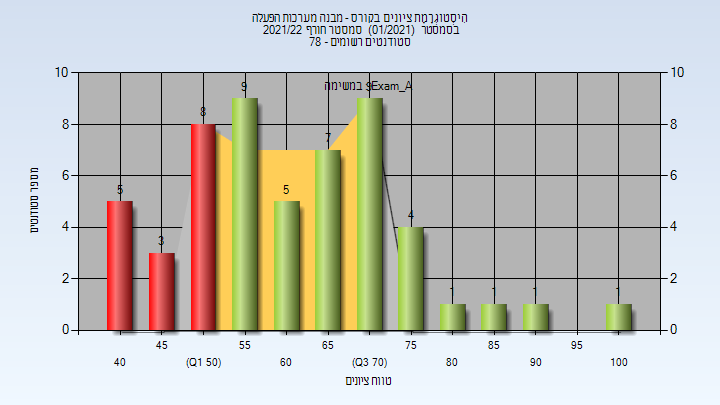 היסטוגרמת ציונים בקורס - מבנה מערכות הפעלה
בסמסטר (01/2021) סמסטר חורף 2021/22
סטודנטים רשומים - 78
במשימה Exam_A
מספר סטודנטים
10 10
8 8
6 6
4 4
2 2
0 0
5 3 8 9 5 7 9 4 1 1 1 1
45 55 65 75 85 95
40 (Q1 50) 60 (Q3 70) 80 90 100
טווח ציונים